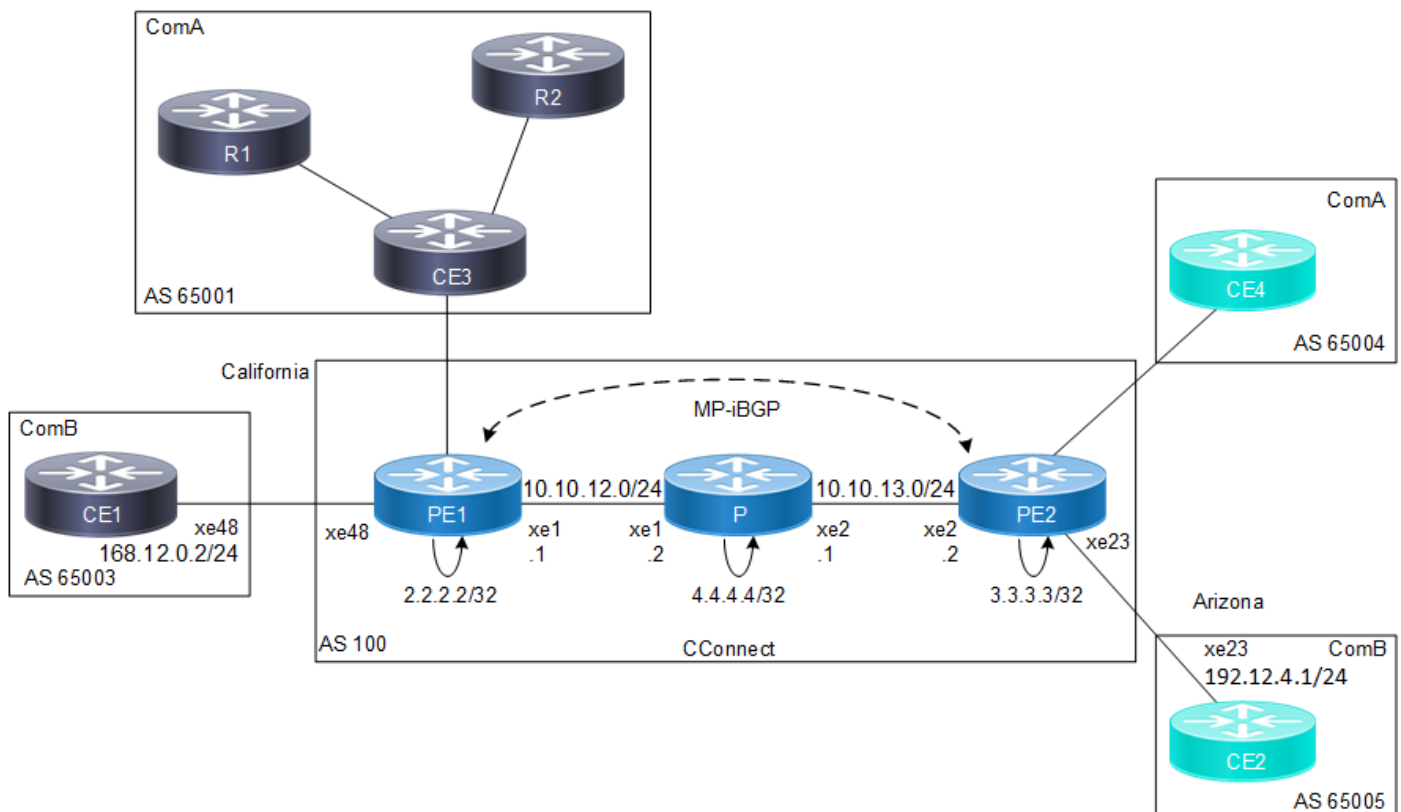 ComA
R2
R1
CE3
AS 65001
ComA
CE4
AS 65004
California
MP-iBGP
ComB
CE1
xe48
168.12.0.2/24
AS 65003
xe48
PE1
10.10.12.0/24
P
10.10.13.0/24
PE2
xe1
.1
xe1
.2
xe2
.1
xe2
.2
xe23
2.2.2.2/32
4.4.4.4/32
3.3.3.3/32
AS 100
CConnect
Arizona
xe23
ComB
192.12.4.1/24
CE2
AS 65005